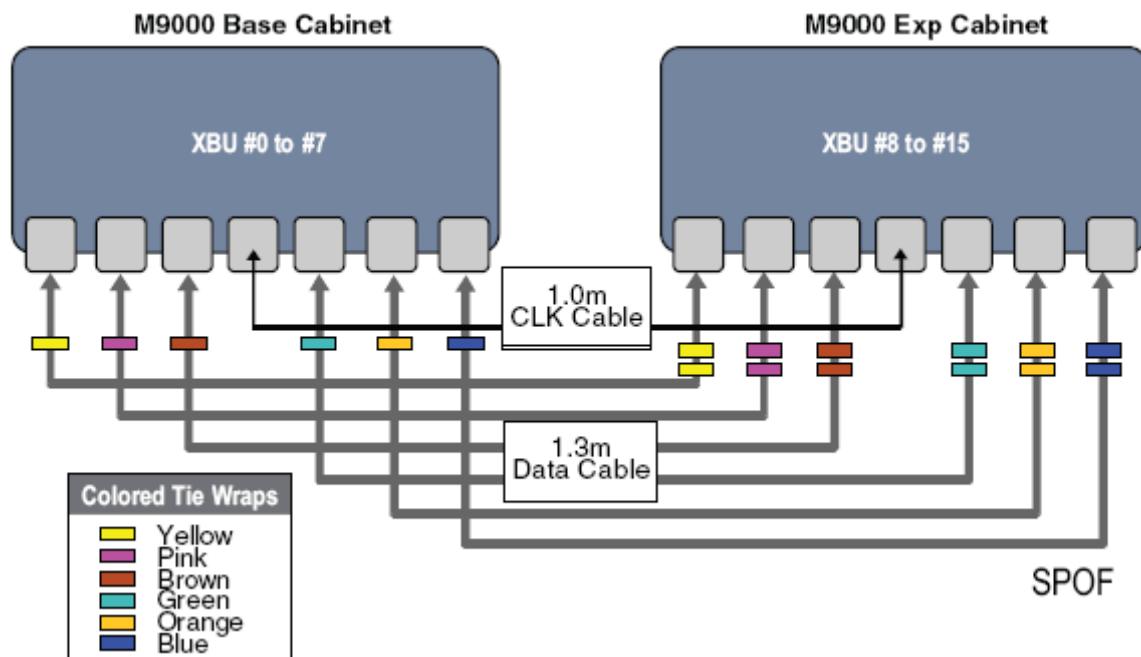 M9000 Base Cabinet
M9000 Exp Cabinet
XBU #0 to #7
XBU #8 to #15
1.0m
CLK Cable
1.3m
Data Cable
Colored Tie Wraps
Yellow
Pink
Brown
Green
Orange
Blue
SPOF